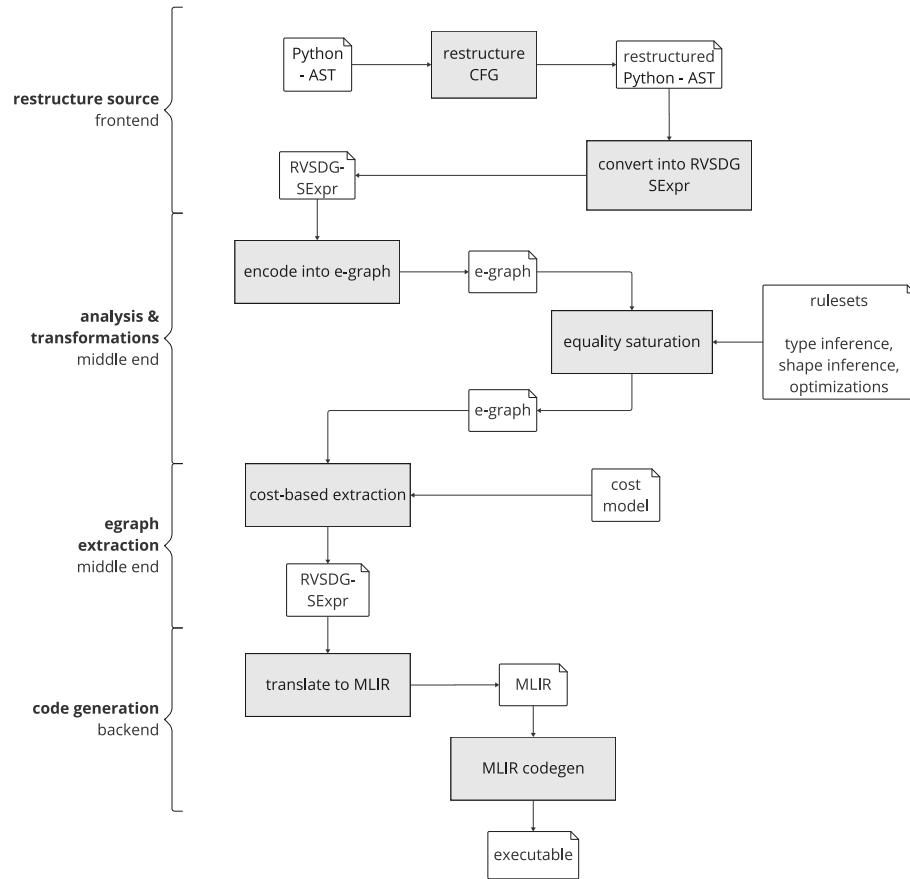 Python
- AST
restructure
CFG
restructured
Python - AST
restructure source
frontend
convert into RVSDG
SExpr
RVSDG-
SExpr
encode into e-graph
e-graph
rulesets
type inference,
shape inference,
optimizations
analysis &
transformations
middle end
equality saturation
e-graph
cost-based extraction
cost
model
egraph
extraction
middle end
RVSDG-
SExpr
translate to MLIR
MLIR
code generation
backend
MLIR codegen
executable